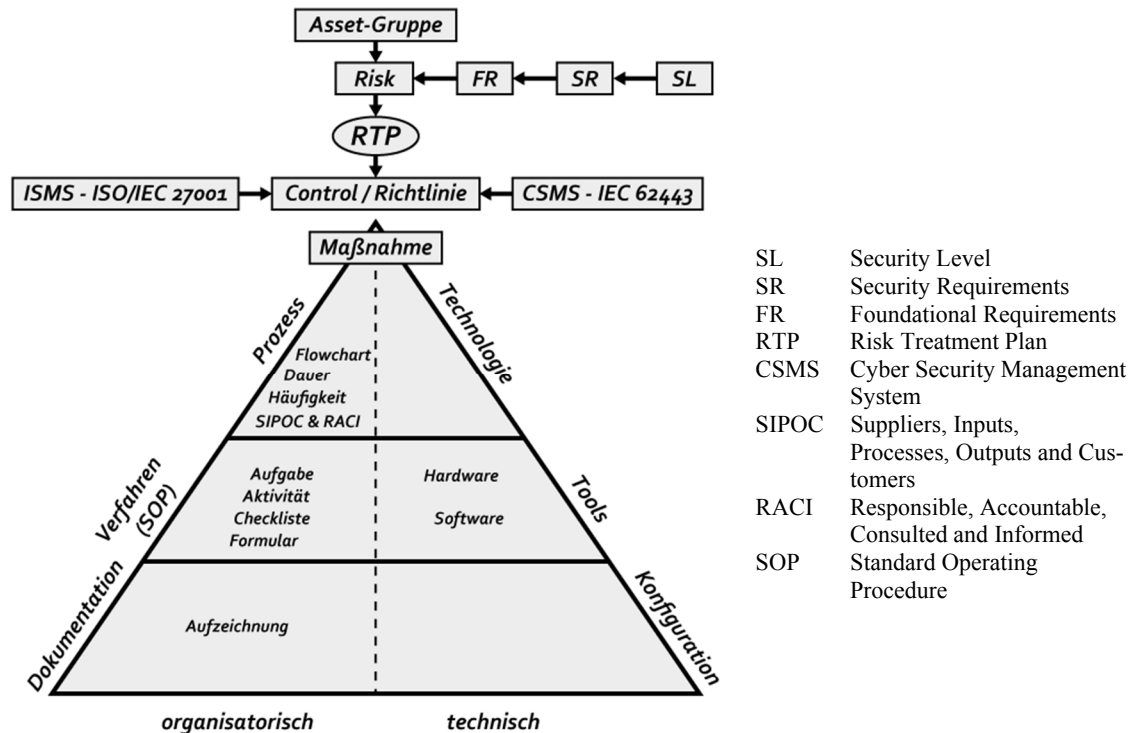 Asset-Gruppe
Risk
FR
SR
SL
RTP
ISMS - ISO/IEC 27001
Control / Richtlinie
CSMS - IEC 62443
Maßnahme
Prozess
Technologie
Flowchart
Dauer
Häufigkeit
SIPOC & RACI
Verfahren
(SOP)
Aufgabe
Aktivität
Checkliste
Formular
Hardware
Software
Tools
Dokumentation
Aufzeichnung
Konfiguration
organisatorisch
technisch
SL Security Level
SR Security Requirements
FR Foundational Requirements
RTP Risk Treatment Plan
CSMS Cyber Security Management
System
SIPOC Suppliers, Inputs,
Processes, Outputs and Cus-
tomers
RACI Responsible, Accountable,
Consulted and Informed
SOP Standard Operating
Procedure